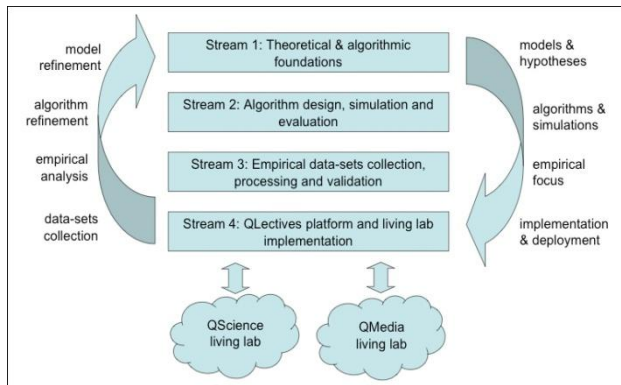 model
refinement
Stream 1: Theoretical & algorithmic
foundations
models &
hypotheses
algorithm
refinement
Stream 2: Algorithm design, simulation and
evaluation
algorithms &
simulations
empirical
analysis
Stream 3: Empirical data-sets collection,
processing and validation
empirical
focus
data-sets
collection
Stream 4: QLectives platform and living lab
implementation
implementation
& deployment
QScience
living lab
QMedia
living lab